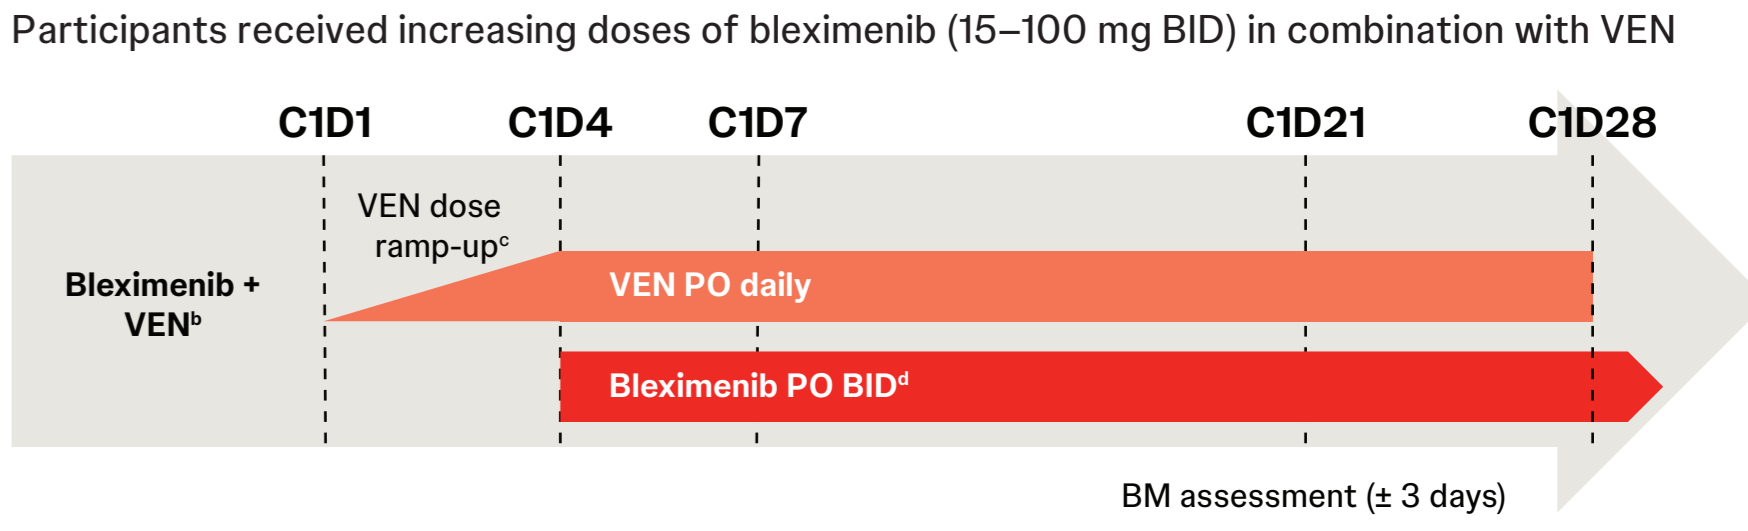 Participants received increasing doses of bleximenib (15–100 mg BID) in combination with VEN
C1D1 C1D4 C1D7 C1D21 C1D28
VEN dose
ramp-upᶜ
Bleximenib +
VENᵇ
VEN PO daily
Bleximenib PO BIDᵈ
BM assessment (± 3 days)